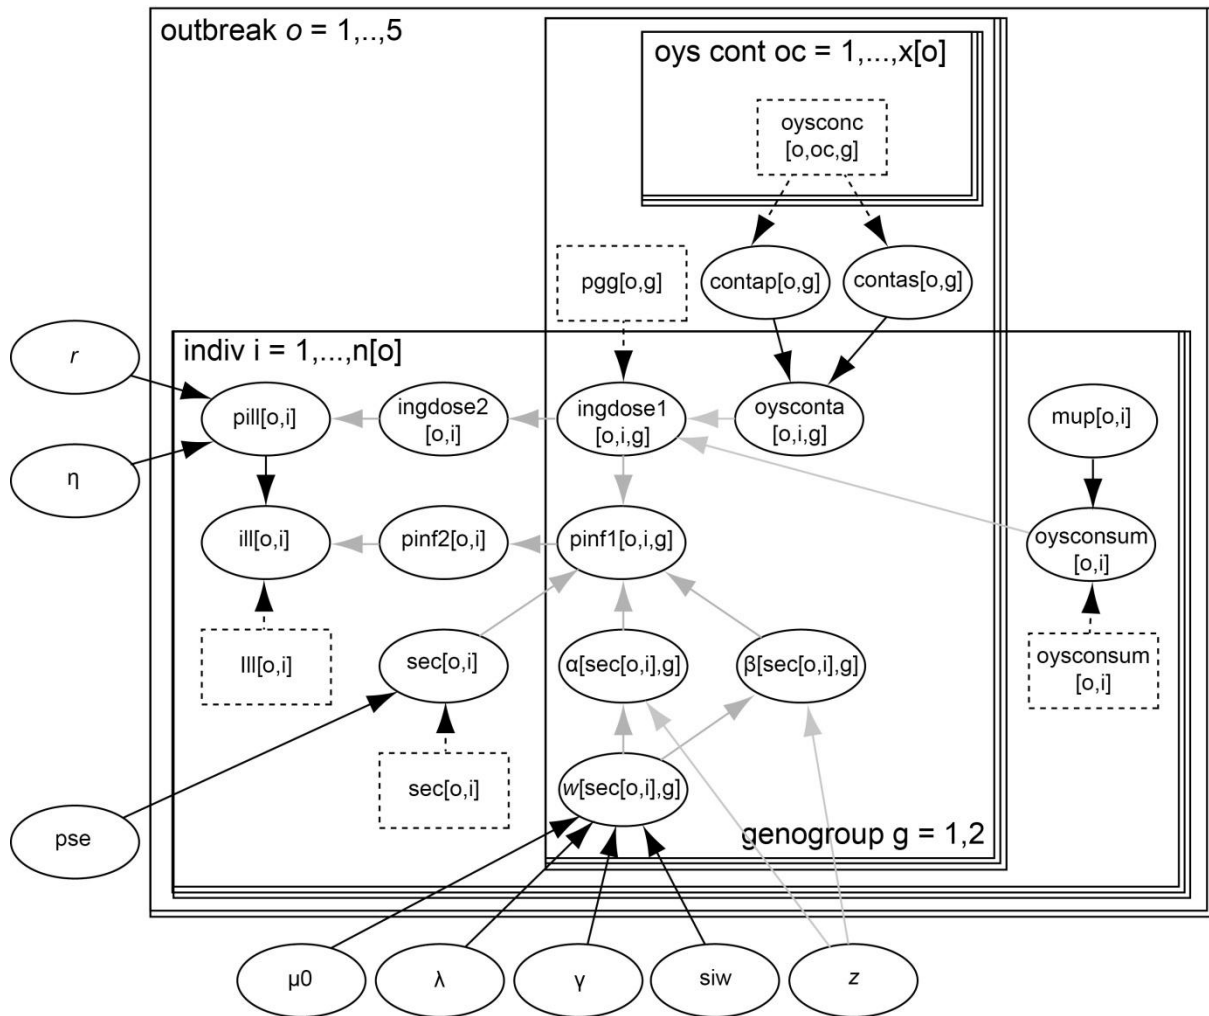 outbreak o = 1,..,5
oys cont oc = 1,...,x[o]
oysconc
[o,oc,g]
pgg[o,g]
contap[o,g]
contas[o,g]
indiv i = 1,...,n[o]
r
pill[o,i]
ingdose2
[o,i]
ingdose1
[o,i,g]
oysconta
[o,i,g]
mup[o,i]
η
ill[o,i]
pinf2[o,i]
pinf1[o,i,g]
oysconsum
[o,i]
Ill[o,i]
sec[o,i]
α[sec[o,i],g]
β[sec[o,i],g]
oysconsum
[o,i]
sec[o,i]
w[sec[o,i],g]
pse
genogroup g = 1,2
μ0
λ
γ
siw
z